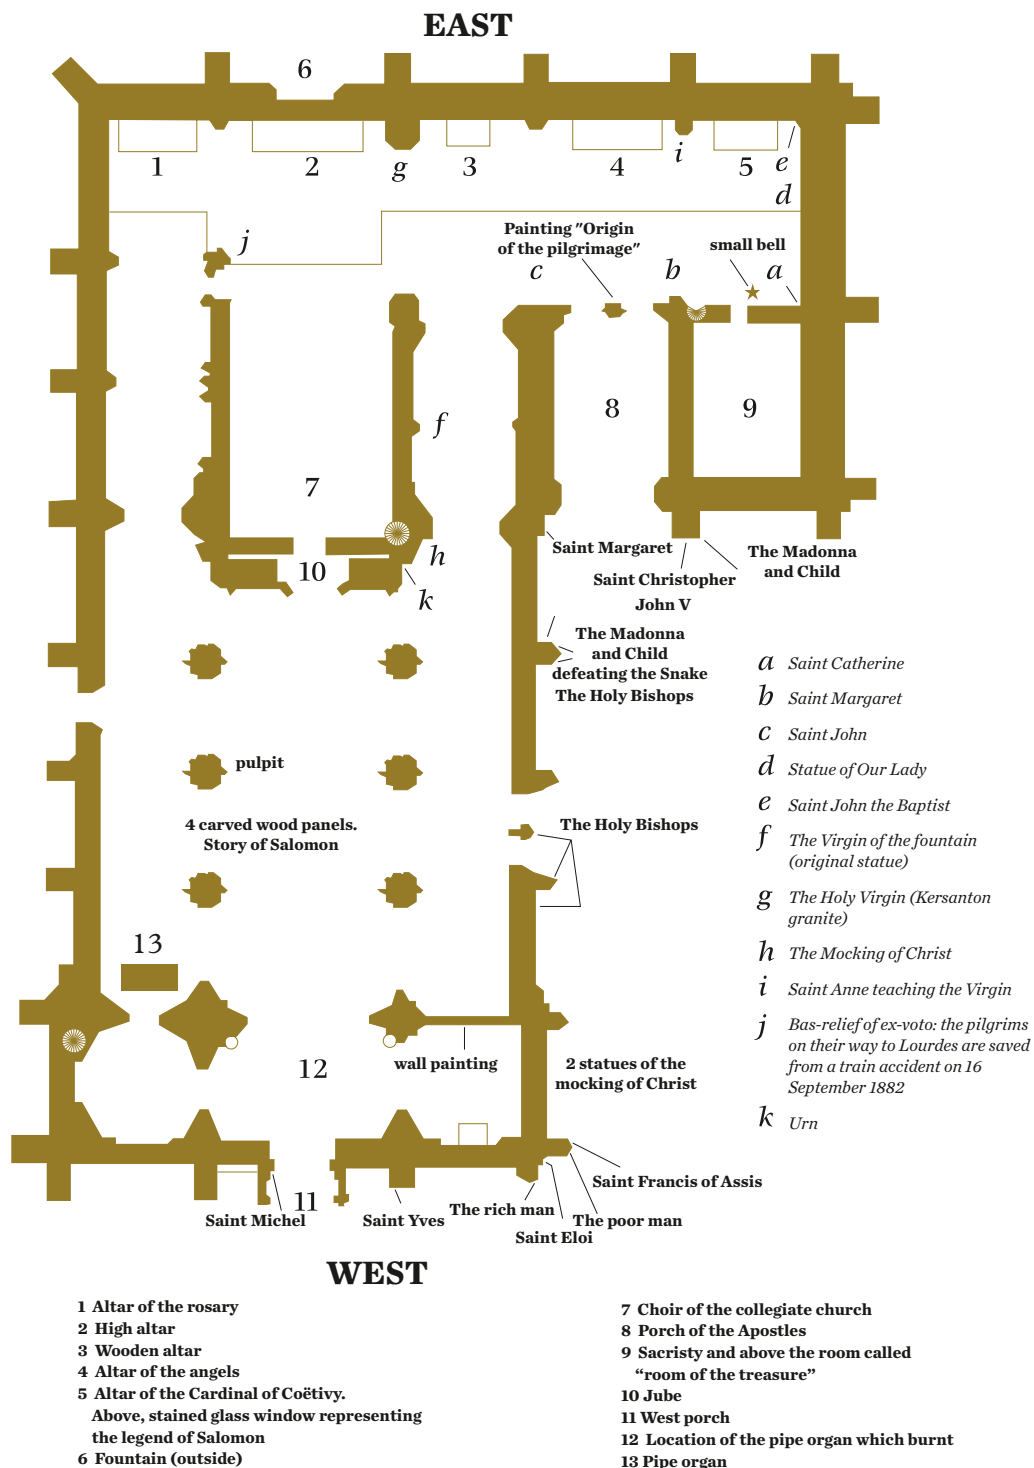 EAST
6
1
2
g
3
4
i
5
e
d
j
Painting "Origin
of the pilgrimage"
small bell
c
b
a
f
8
9
7
h
Saint Margaret
The Madonna
and Child
10
Saint Christopher
k
John V
The Madonna
and Child
defeating the Snake
The Holy Bishops
pulpit
4 carved wood panels.
Story of Salomon
The Holy Bishops
13
wall painting
12
2 statues of the
mocking of Christ
Saint Francis of Assis
11
Saint Michel
Saint Yves
The rich man
The poor man
Saint Eloi
a Saint Catherine
b Saint Margaret
c Saint John
d Statue of Our Lady
e Saint John the Baptist
f The Virgin of the fountain
(original statue)
g The Holy Virgin (Kersanton
granite)
h The Mocking of Christ
i Saint Anne teaching the Virgin
j Bas-relief of ex-voto: the pilgrims
on their way to Lourdes are saved
from a train accident on 16
September 1882
k Urn
WEST
1 Altar of the rosary
2 High altar
3 Wooden altar
4 Altar of the angels
5 Altar of the Cardinal of Coëtivy.
Above, stained glass window representing
the legend of Salomon
6 Fountain (outside)
7 Choir of the collegiate church
8 Porch of the Apostles
9 Sacristy and above the room called
“room of the treasure”
10 Jube
11 West porch
12 Location of the pipe organ which burnt
13 Pipe organ